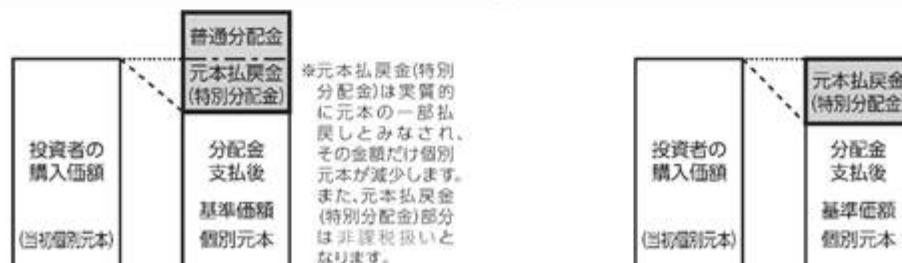 普通分配金
元本払戻金
(特別分配金)
投資者の
購入価額
(当初個別元本)
分配金
支払後
基準価額
個別元本
※元本払戻金(特別
分配金)は実質的
に元本の一部払
戻しとみなされ、
その金額だけ個別
元本が減少します。
また、元本払戻金
(特別分配金)部分
は非課税扱いと
なります。
投資者の
購入価額
(当初個別元本)
元本払戻金
(特別分配金)
分配金
支払後
基準価額
個別元本